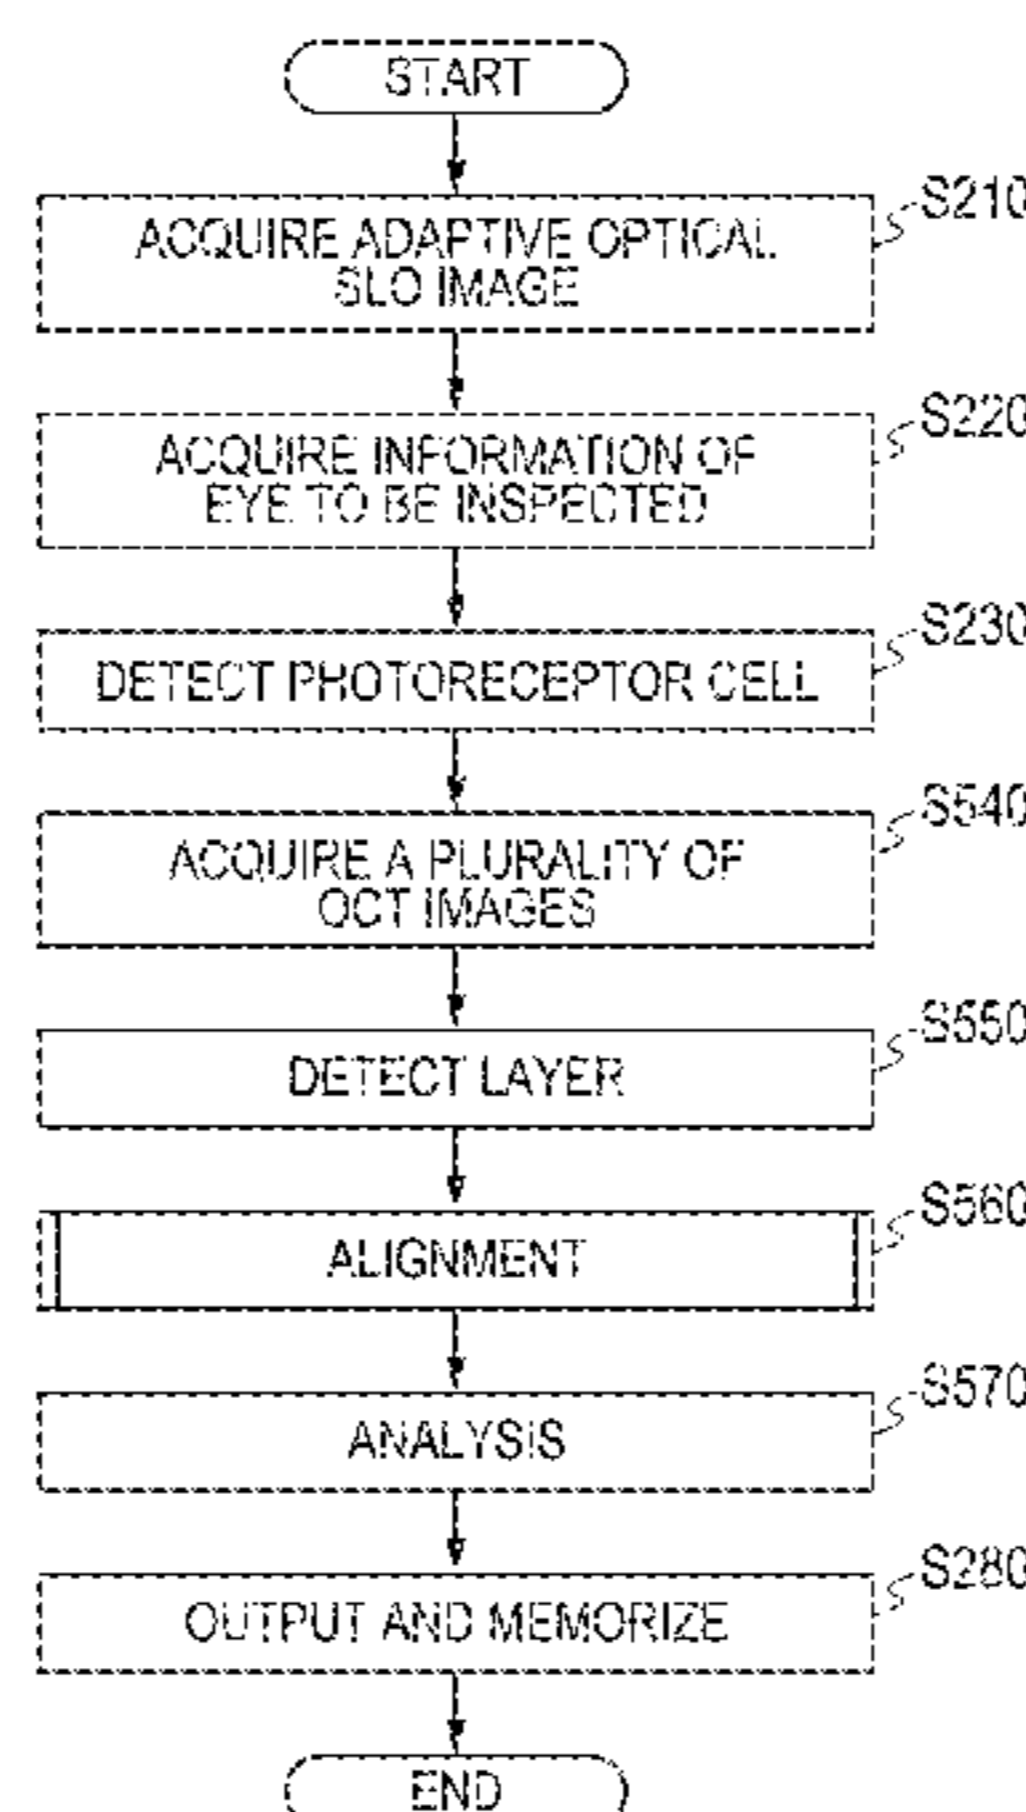 START
S210
ACQUIRE ADAPTIVE OPTICAL
SLO IMAGE
S220
ACQUIRE INFORMATION OF
EYE TO BE INSPECTED
S230
DETECT PHOTORECEPTOR CELL
S540
ACQUIRE A PLURALITY OF
OCT IMAGES
S550
DETECT LAYER
S560
ALIGNMENT
S570
ANALYSIS
S280
OUTPUT AND MEMORIZE
END